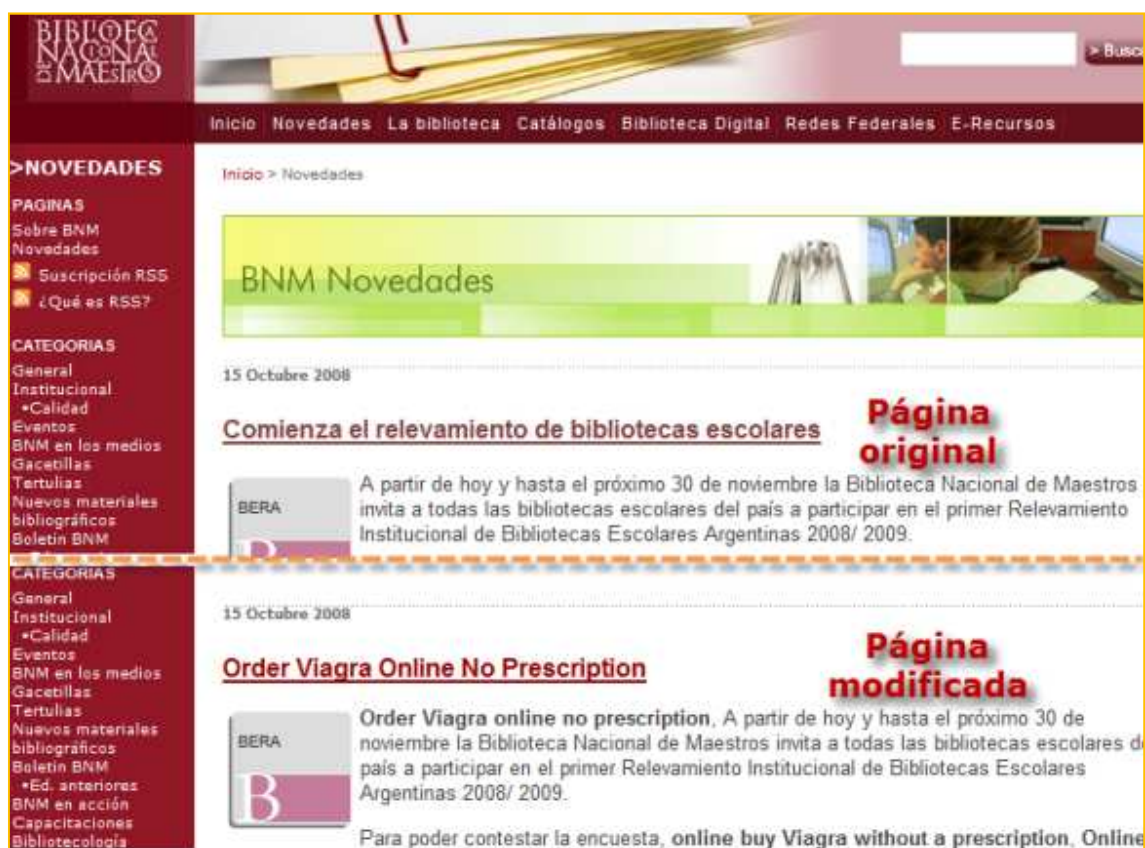 BIBLIOTECA
NACIONAL
DE MAESTROS
> Busca
Inicio Novedades La biblioteca Catálogos Biblioteca Digital Redes Federales E-Recursos
>NOVEDADES
PAGINAS
Sobre BNM
Novedades
Suscripción RSS
¿Qué es RSS?
CATEGORIAS
General
Institucional
•Calidad
Eventos
BNM en los medios
Gacetillas
Tertulias
Nuevos materiales
bibliográficos
Boletín BNM
Inicio > Novedades
BNM Novedades
15 Octubre 2008
Comienza el relevamiento de bibliotecas escolares
Página
original
BERA
A partir de hoy y hasta el próximo 30 de noviembre la Biblioteca Nacional de Maestros
invita a todas las bibliotecas escolares del país a participar en el primer Relevamiento
Institucional de Bibliotecas Escolares Argentinas 2008/ 2009.
CATEGORIAS
General
Institucional
•Calidad
Eventos
BNM en los medios
Gacetillas
Tertulias
Nuevos materiales
bibliográficos
Boletín BNM
•Ed. anteriores
BNM en acción
Capacitaciones
Bibliotecología
15 Octubre 2008
Order Viagra Online No Prescription
Página
modificada
BERA
B
Order Viagra online no prescription, A partir de hoy y hasta el próximo 30 de
noviembre la Biblioteca Nacional de Maestros invita a todas las bibliotecas escolares d
país a participar en el primer Relevamiento Institucional de Bibliotecas Escolares
Argentinas 2008/ 2009.
Para poder contestar la encuesta, online buy Viagra without a prescription, Online